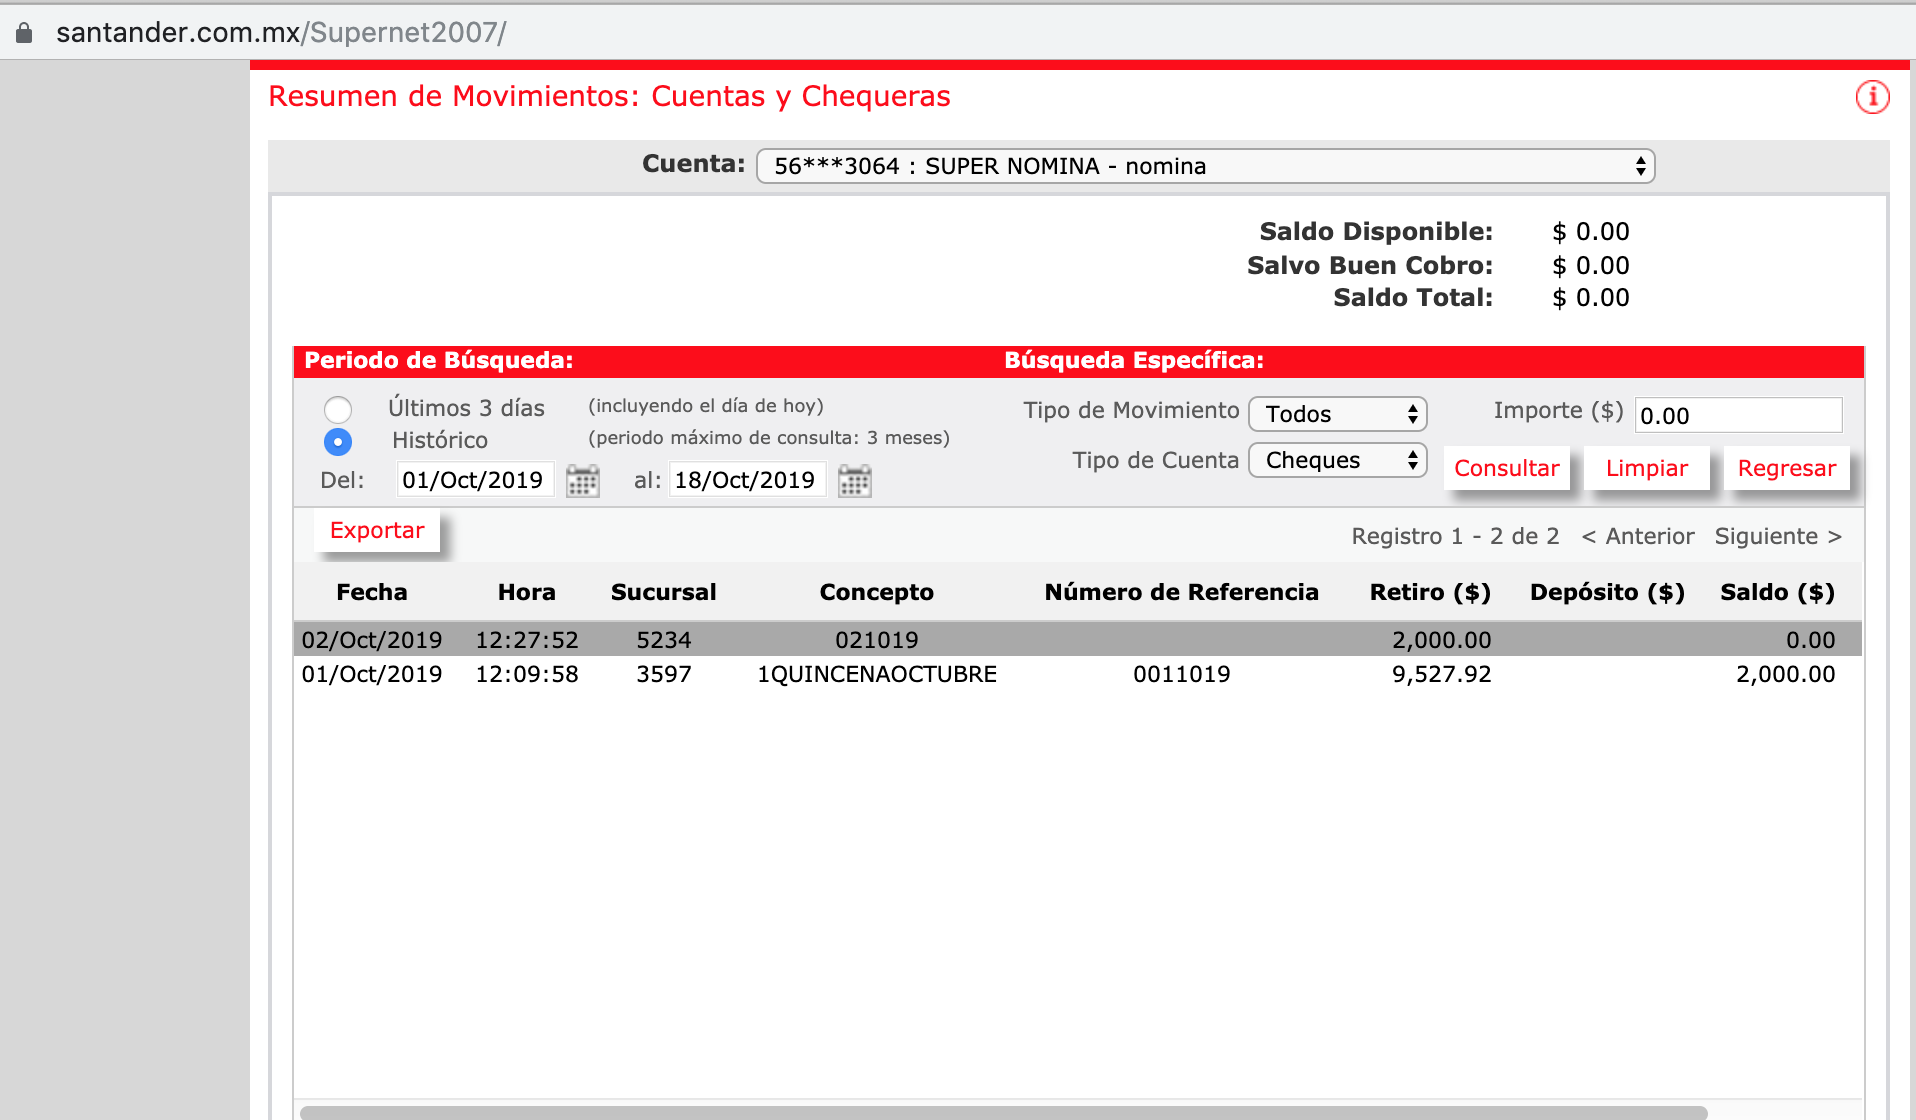 santander.com.mx/Supernet2007/
Resumen de Movimientos: Cuentas y Chequeras
i
Cuenta: 56***3064 : SUPER NOMINA - nomina
Saldo Disponible: $ 0.00
Salvo Buen Cobro: $ 0.00
Saldo Total: $ 0.00
Periodo de Búsqueda: Búsqueda Específica:
Últimos 3 días (incluyendo el día de hoy) Tipo de Movimiento Todos Importe ($) 0.00
Histórico (periodo máximo de consulta: 3 meses)
Tipo de Cuenta Cheques Consultar Limpiar Regresar
Del: 01/Oct/2019 al: 18/Oct/2019
Exportar Registro 1 - 2 de 2 < Anterior Siguiente >
Fecha Hora Sucursal Concepto Número de Referencia Retiro ($) Depósito ($) Saldo ($)
02/Oct/2019 12:27:52 5234 021019 2,000.00 0.00
01/Oct/2019 12:09:58 3597 1QUINCENAOCTUBRE 0011019 9,527.92 2,000.00